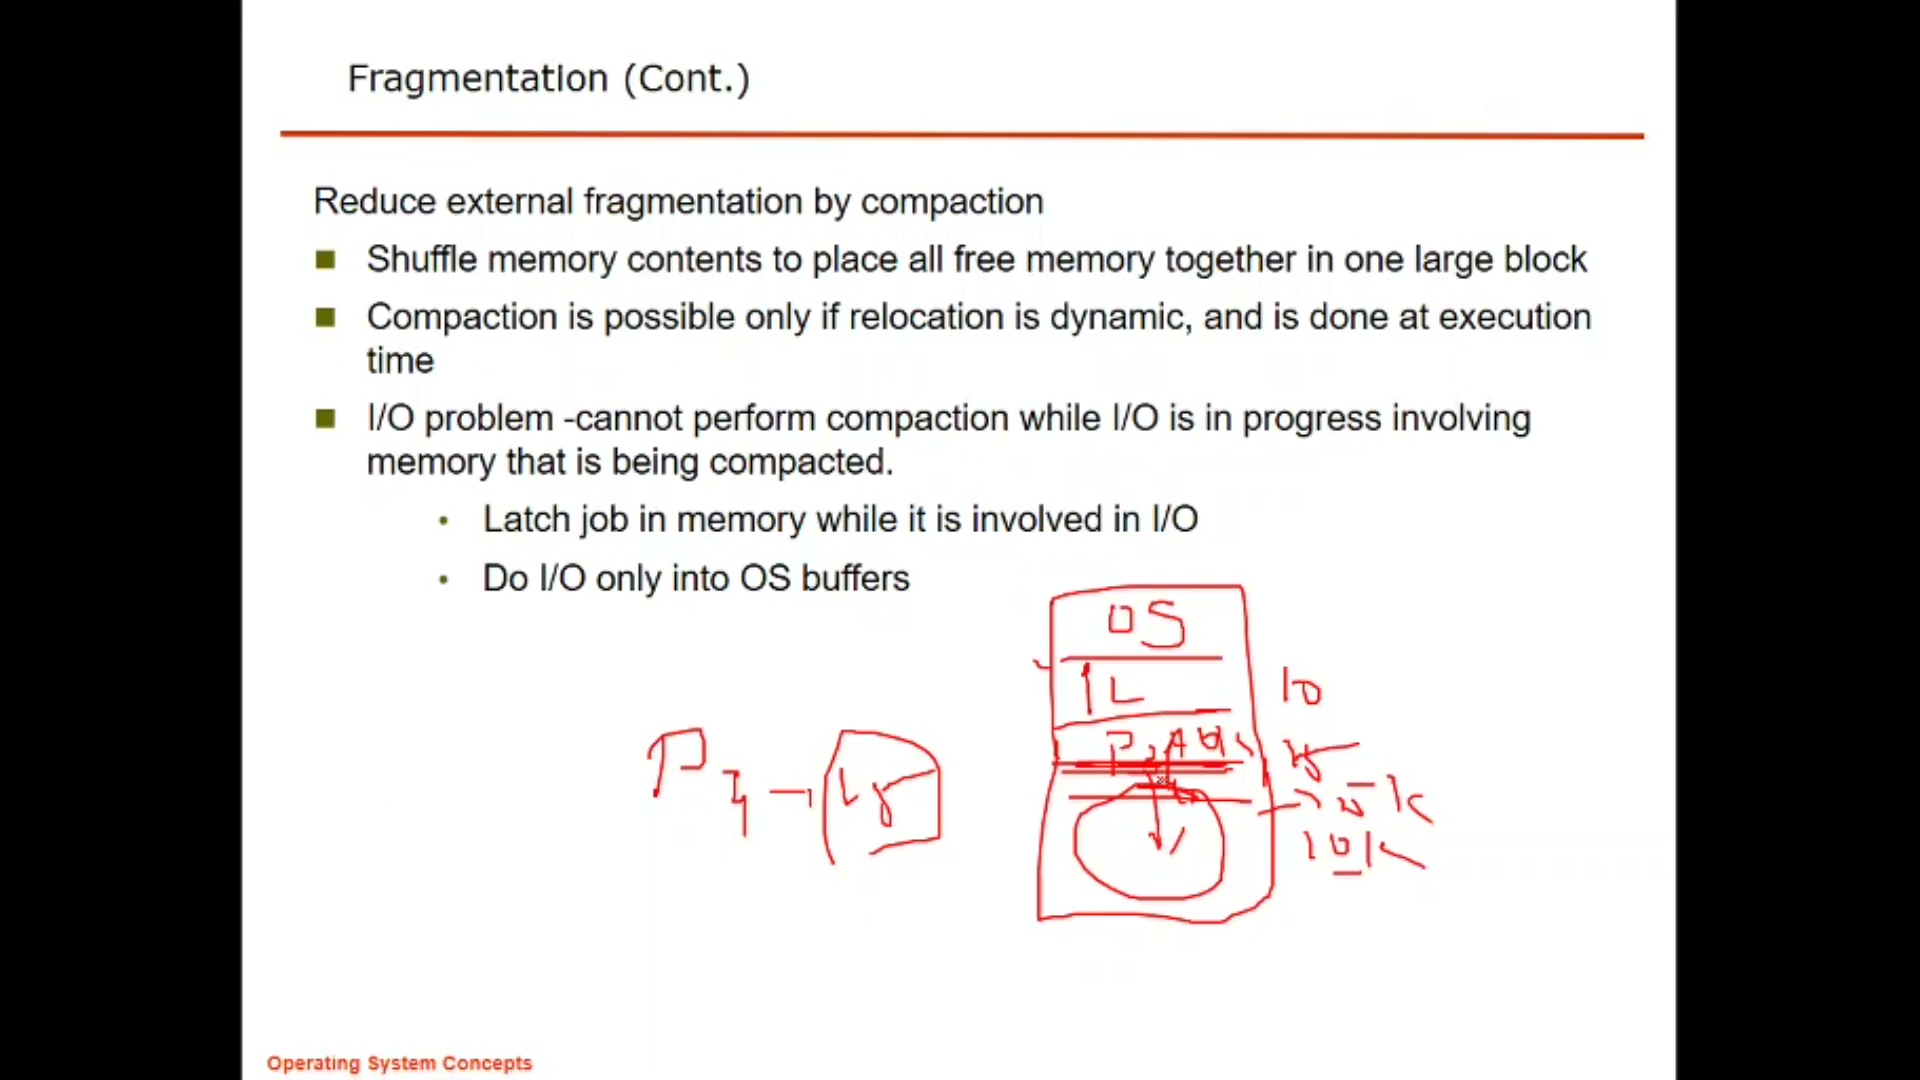 Fragmentation (Cont.)
Reduce external fragmentation by compaction
Shuffle memory contents to place all free memory together in one large block
Compaction is possible only if relocation is dynamic, and is done at execution
time
I/O problem -cannot perform compaction while I/O is in progress involving
memory that is being compacted.
• Latch job in memory while it is involved in I/O
• Do I/O only into OS buffers
OS
10
10K
Operating System Concepts